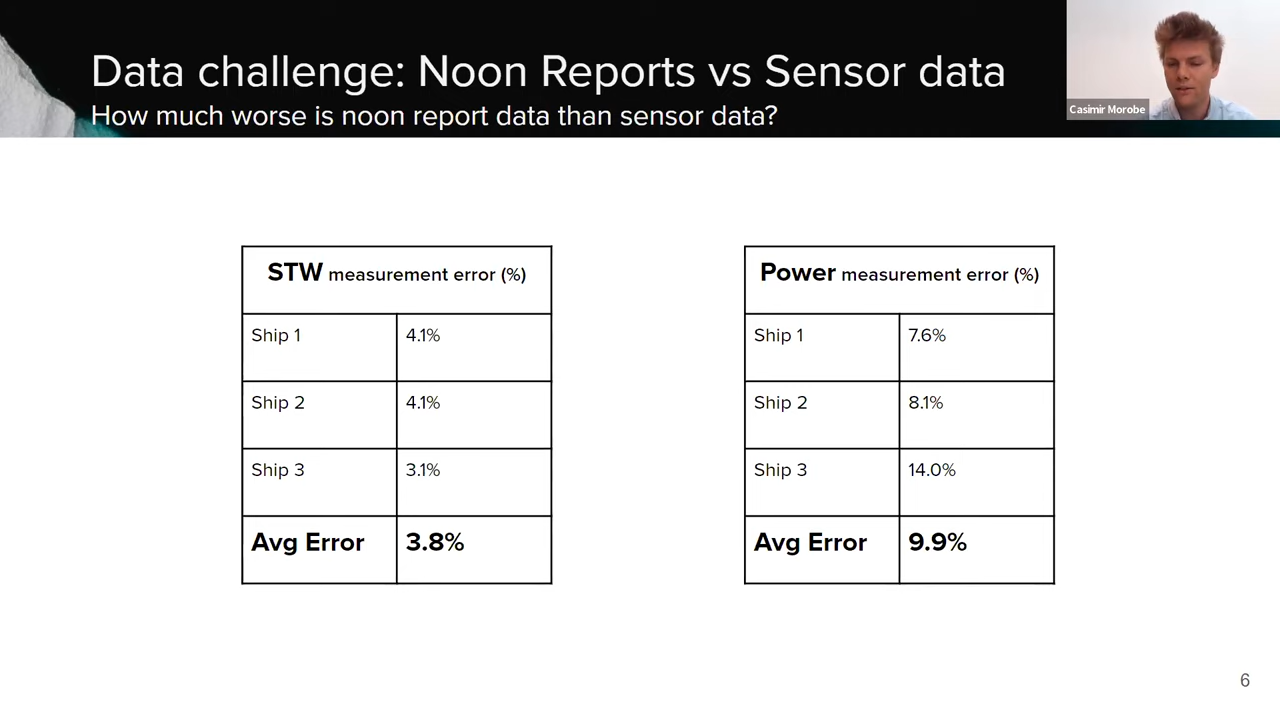 Data challenge: Noon Reports vs Sensor data
How much worse is noon report data than sensor data?
Casimir Morobe
STW measurement error (%)
Ship 1 4.1%
Ship 2 4.1%
Ship 3 3.1%
Avg Error 3.8%
Power measurement error (%)
Ship 1 7.6%
Ship 2 8.1%
Ship 3 14.0%
Avg Error 9.9%
6